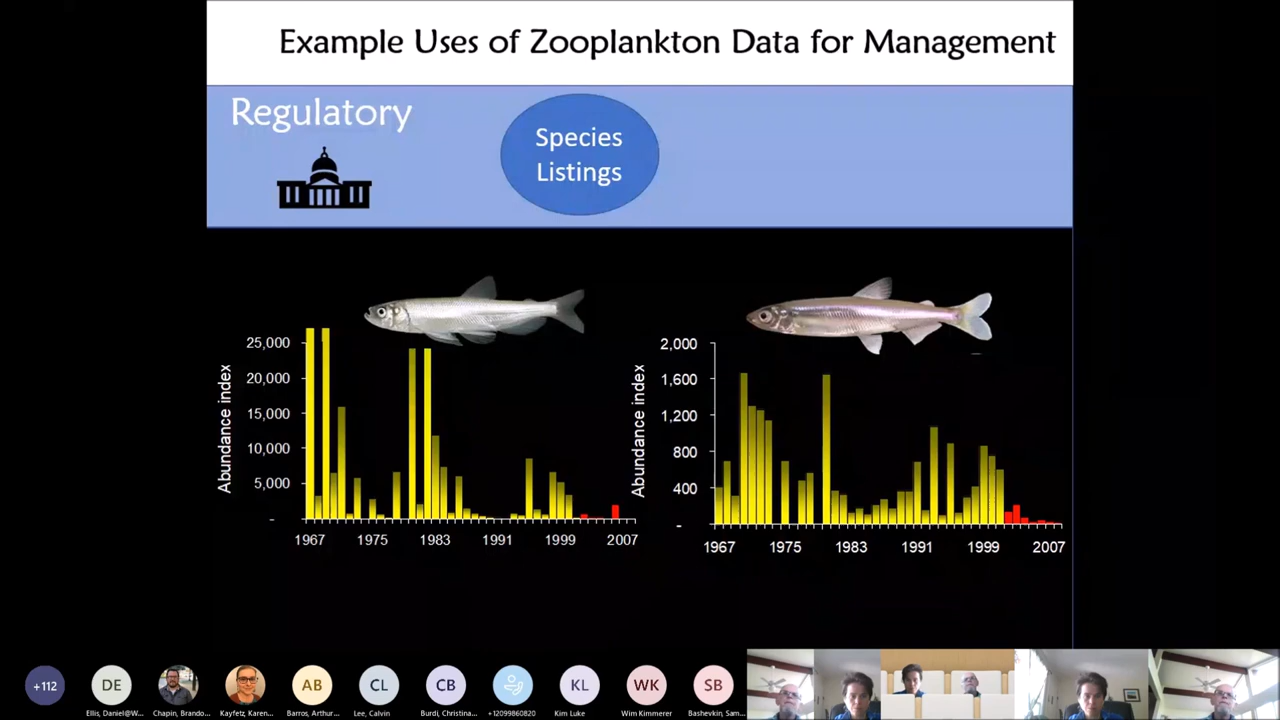 Example Uses of Zooplankton Data for Management
Regulatory
Species
Listings
Abundance index
25,000
20,000
15,000
10,000
5,000
-
1967 1975 1983 1991 1999 2007
Abundance index
2,000
1,600
1,200
800
400
-
1967 1975 1983 1991 1999 2007
+112 DE AB CL CB KL WK SB
Ellis, Daniel@W... Chapin, Brando... Kayfetz, Karen... Barros, Arthur... Lee, Calvin Burdi, Christina... +12099860820 Kim Luke Wim Kimmerer Bashevkin, Sam...